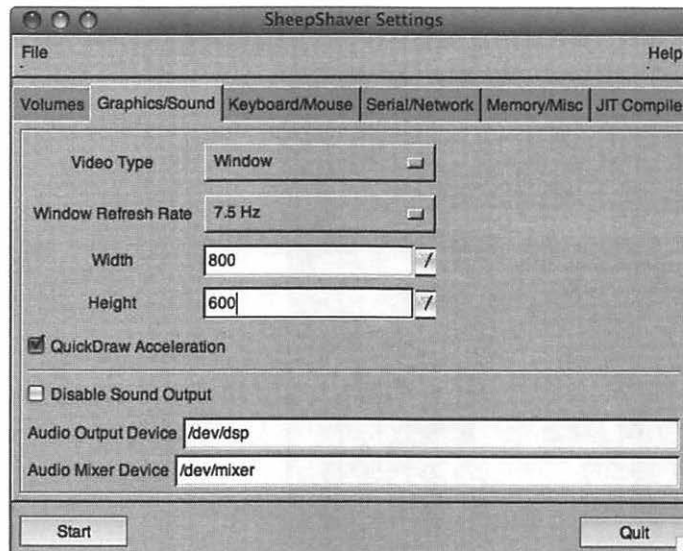 SheepShaver Settings
File Help
Volumes Graphics/Sound Keyboard/Mouse Serial/Network Memory/Misc JIT Compile
Video Type Window
Window Refresh Rate 7.5 Hz
Width 800
Height 600
QuickDraw Acceleration
Disable Sound Output
Audio Output Device /dev/dsp
Audio Mixer Device /dev/mixer
Start Quit